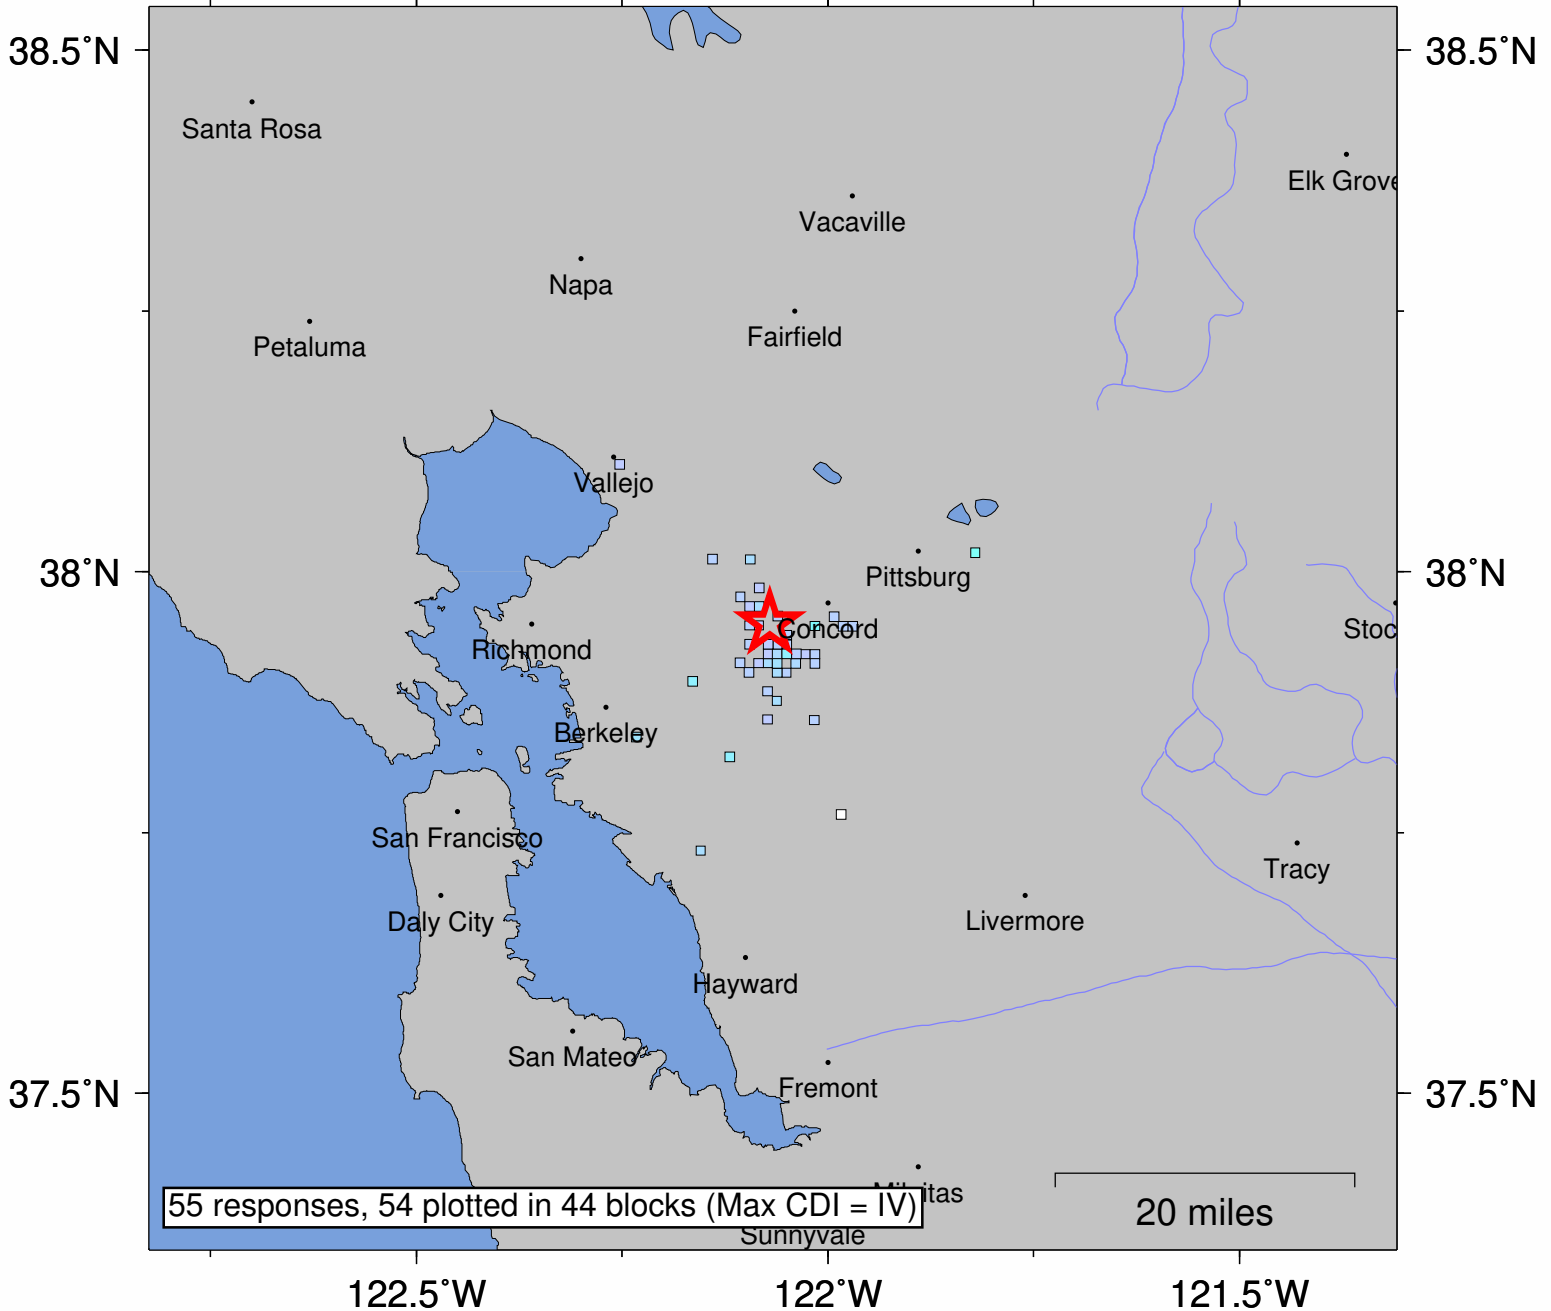 38.5˚N
38.5˚N
Santa Rosa
Elk Grove
Vacaville
Napa
Fairfield
Petaluma
Vallejo
38˚N
38˚N
Pittsburg
Concord
Stoc
Richmond
Berkeley
San Francisco
Tracy
Daly City
Livermore
Hayward
San Mateo
Fremont
37.5˚N
37.5˚N
55 responses, 54 plotted in 44 blocks (Max CDI = IV)
20 miles
Sunnyvale
122.5˚W
122˚W
121.5˚W